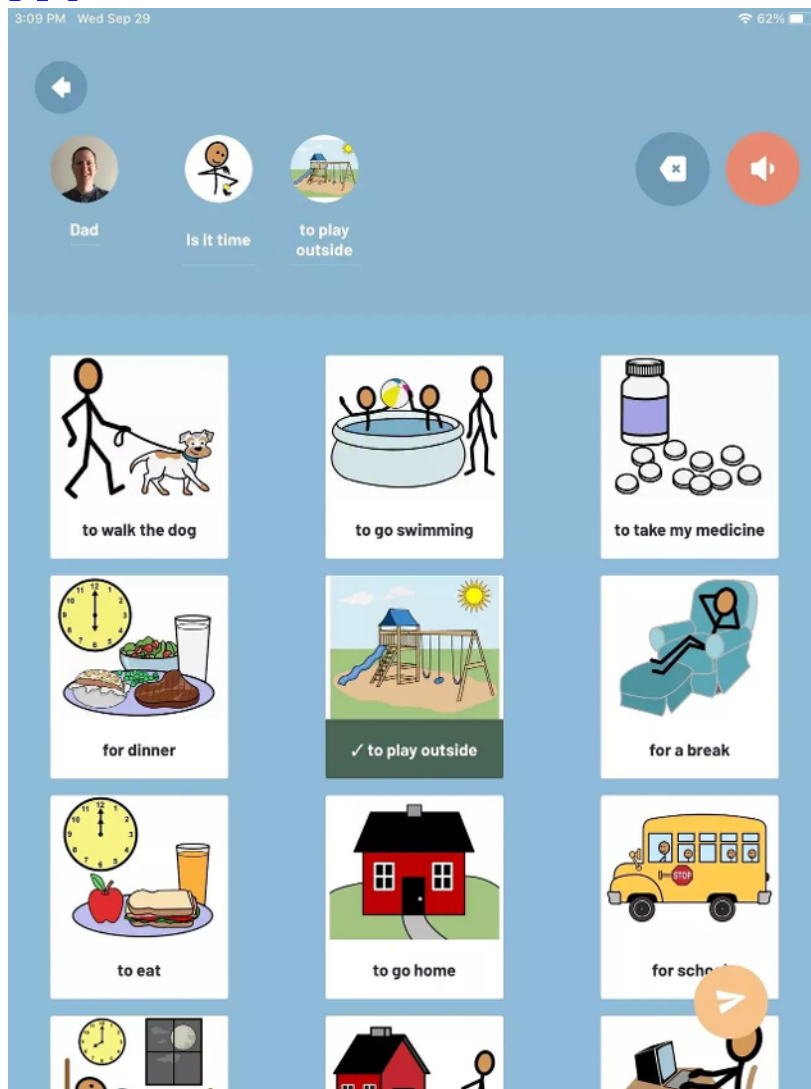 3:09 PM Wed Sep 29
62%
Dad
Is it time
to play
outside
to walk the dog
to go swimming
to take my medicine
for dinner
✓ to play outside
for a break
STOP
to eat
to go home